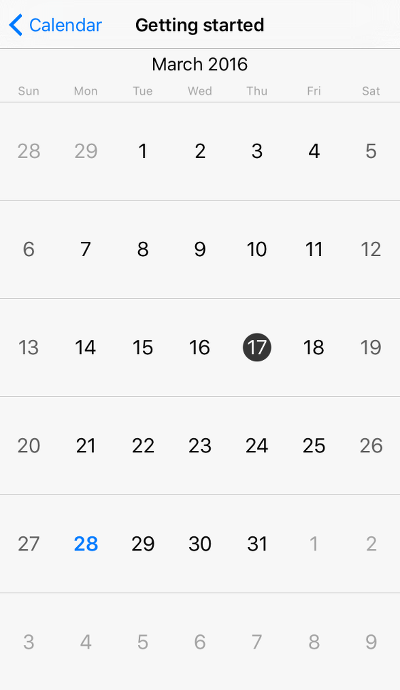 Calendar Getting started
March 2016
Sun Mon Tue Wed Thu Fri Sat
28 29 1 2 3 4 5
6 7 8 9 10 11 12
13 14 15 16 17 18 19
20 21 22 23 24 25 26
27 28 29 30 31 1 2
3 4 5 6 7 8 9